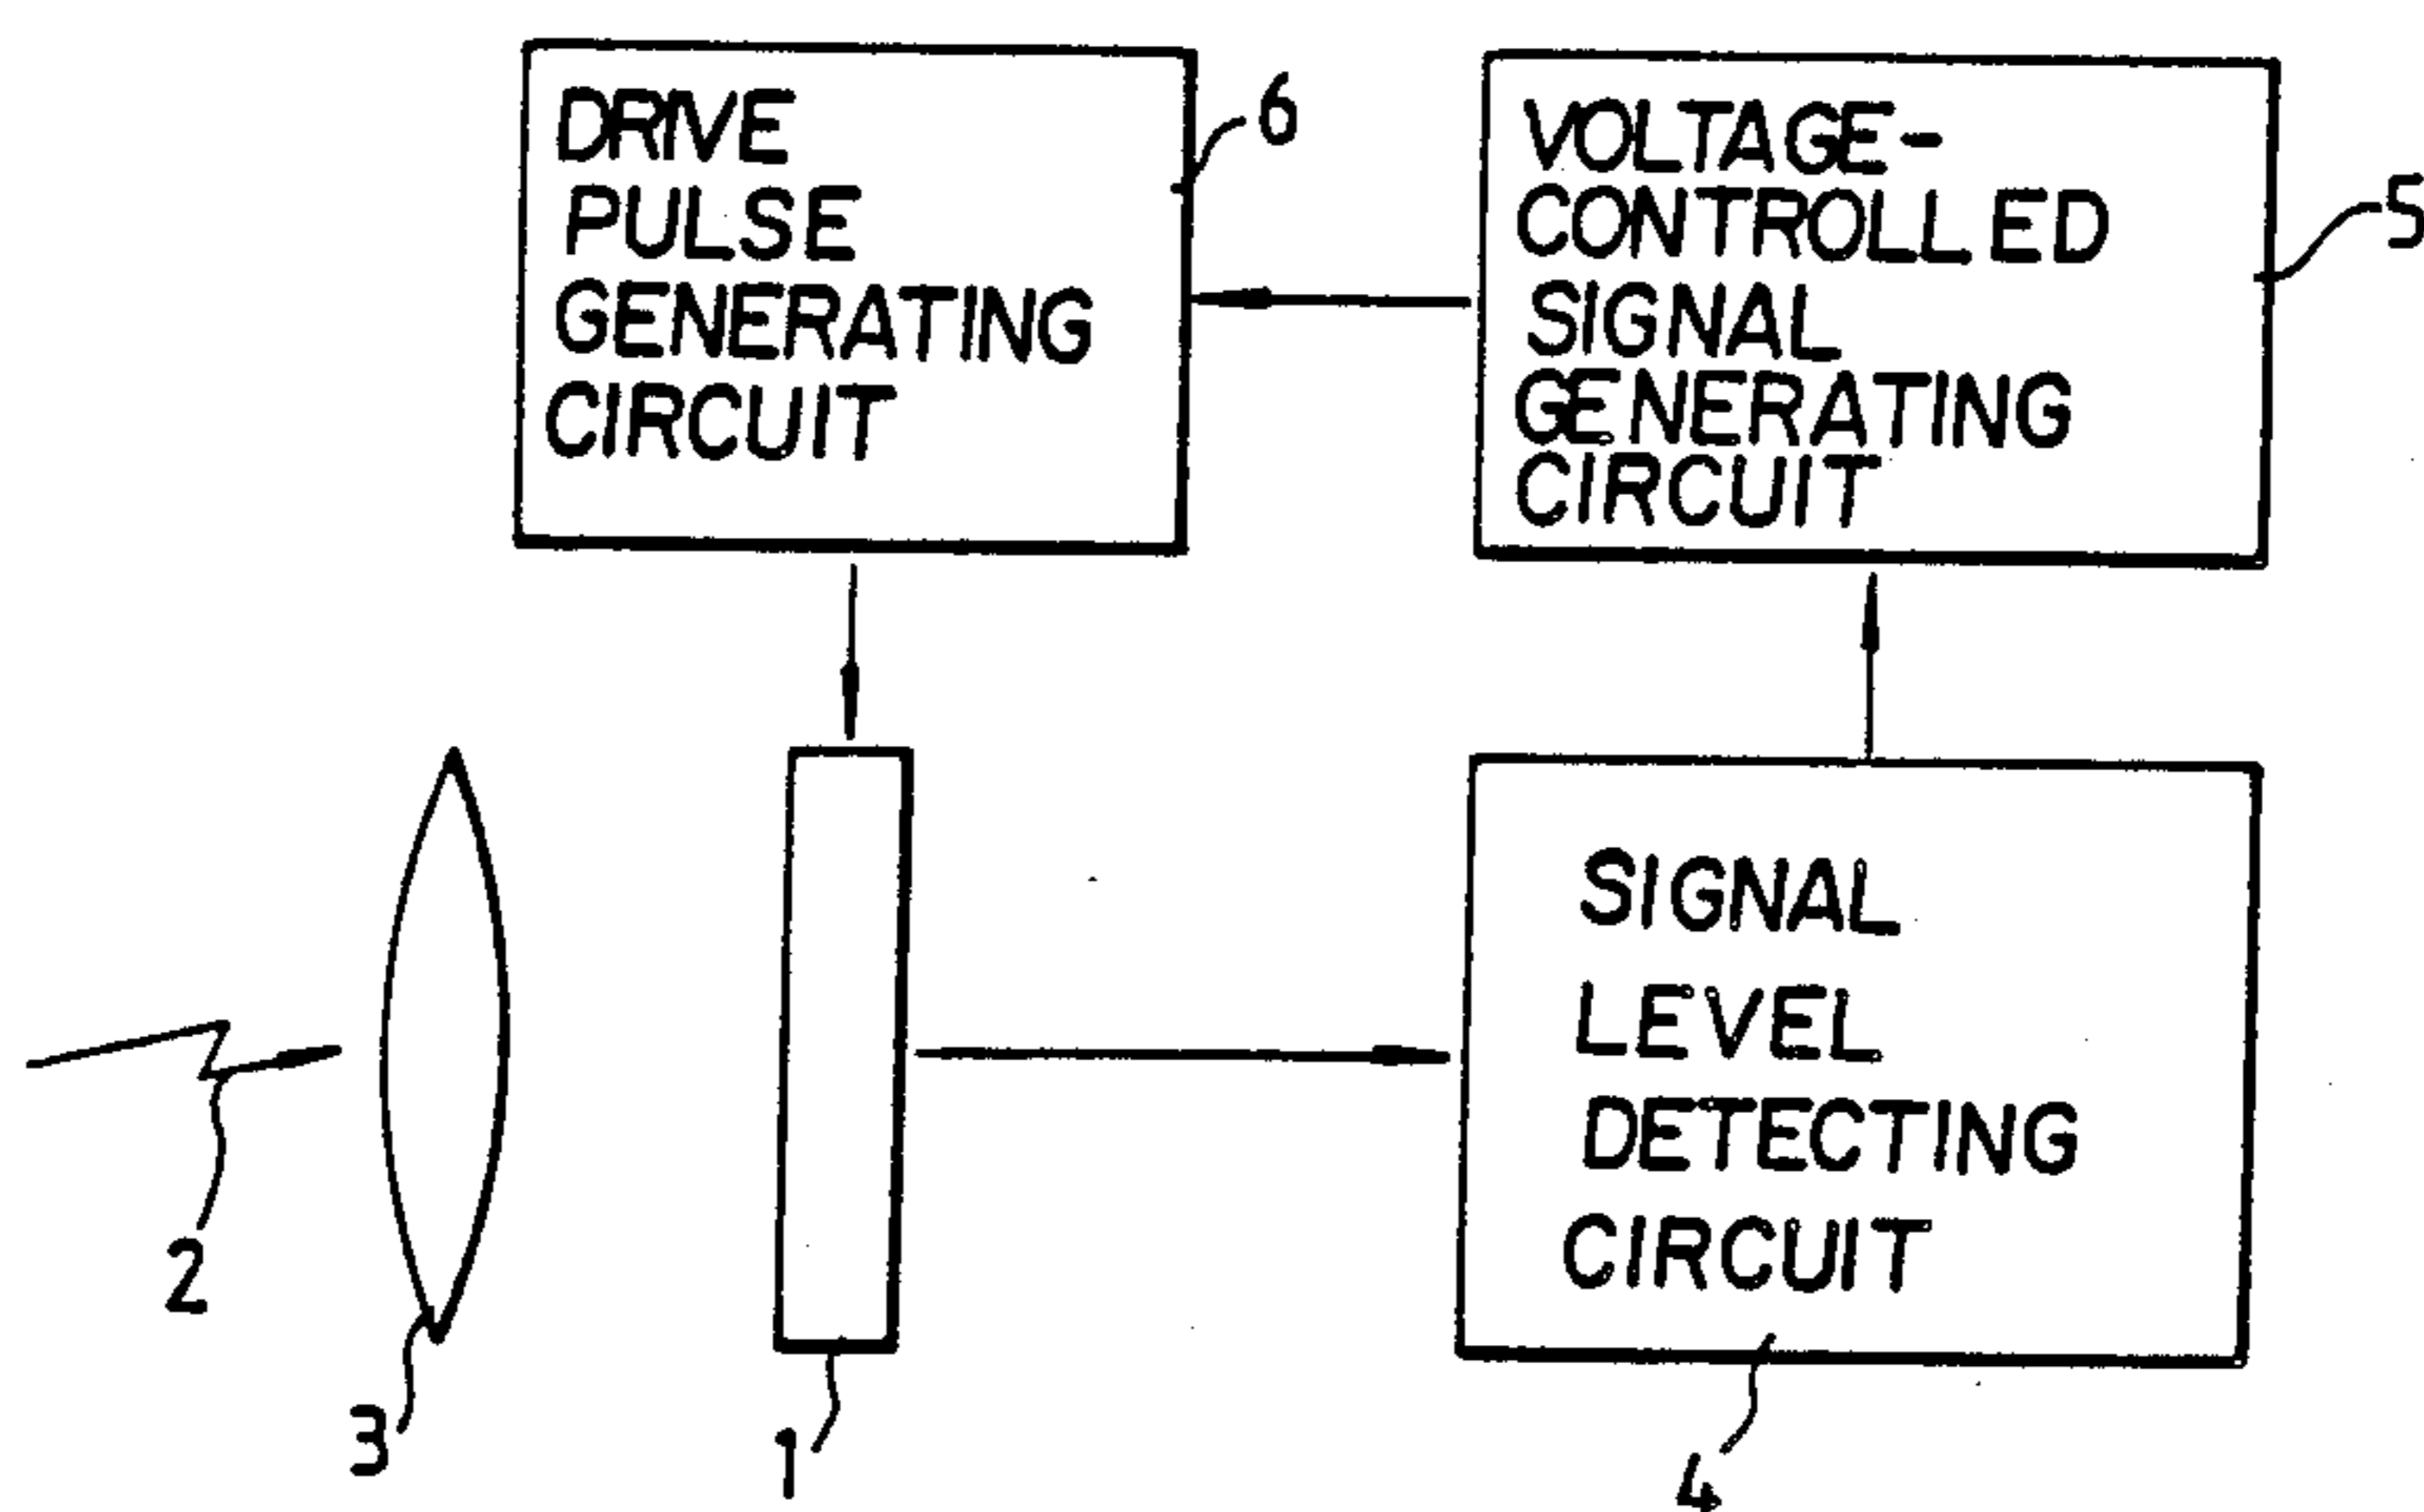 DRIVE
PULSE
GENERATING
CIRCUIT
6
VOLTAGE-
CONTROLLED
SIGNAL
GENERATING
CIRCUIT
5
SIGNAL
LEVEL
DETECTING
CIRCUIT
2
3
1
4